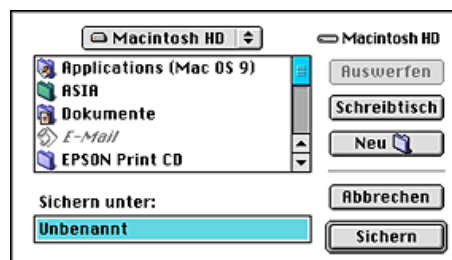 Macintosh HD
Macintosh HD
Applications (Mac OS 9)
ASIA
Dokumente
E-Mail
EPSON Print CD
Auswerfen
Schreibtisch
Neu
Sichern unter:
Unbenannt
Abbrechen
Sichern